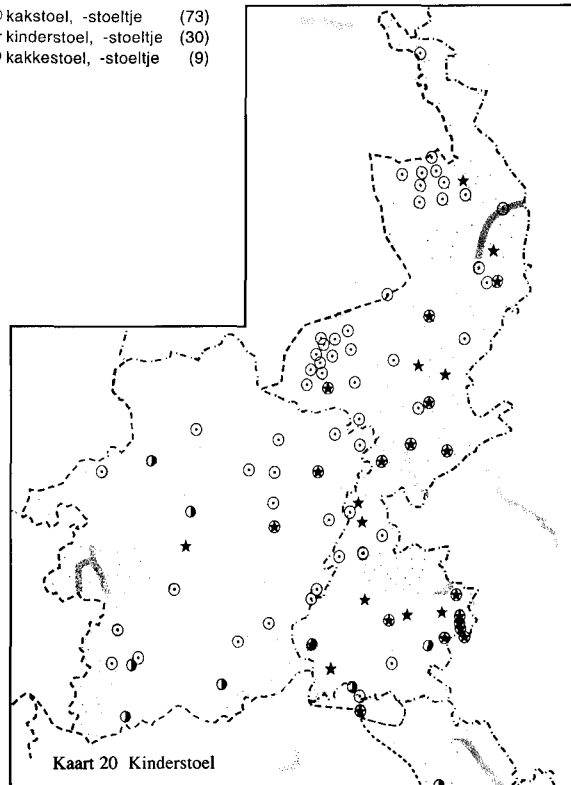 kakstoel, -stoeltje (73)
kinderstoel, -stoeltje (30)
kakkestoel, -stoeltje (9)
Kaart 20 Kinderstoel